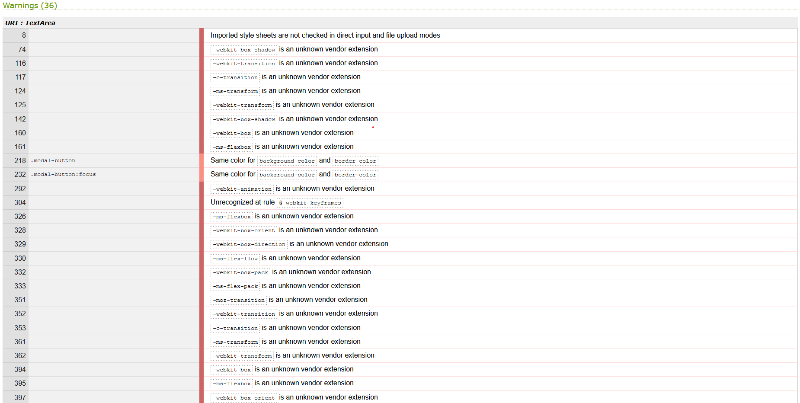 Warnings (36)
URI : TextArea
8 Imported style sheets are not checked in direct input and file upload modes
74 -webkit-box-shadow is an unknown vendor extension
116 -webkit-transition is an unknown vendor extension
117 -o-transition is an unknown vendor extension
124 -ms-transform is an unknown vendor extension
125 -webkit-transform is an unknown vendor extension
142 -webkit-box-shadow is an unknown vendor extension
160 -webkit-box is an unknown vendor extension
161 -ms-flexbox is an unknown vendor extension
218 .modal-button Same color for background-color and border-color
232 .modal-button:focus Same color for background-color and border-color
292 -webkit-animation is an unknown vendor extension
304 Unrecognized at rule @-webkit-keyframes
326 -ms-flexbox is an unknown vendor extension
328 -webkit-box-orient is an unknown vendor extension
329 -webkit-box-direction is an unknown vendor extension
330 -ms-flex-flow is an unknown vendor extension
332 -webkit-box-pack is an unknown vendor extension
333 -ms-flex-pack is an unknown vendor extension
351 -moz-transition is an unknown vendor extension
352 -webkit-transition is an unknown vendor extension
353 -o-transition is an unknown vendor extension
361 -ms-transform is an unknown vendor extension
362 -webkit-transform is an unknown vendor extension
394 -webkit-box is an unknown vendor extension
395 -ms-flexbox is an unknown vendor extension
397 -webkit-box-orient is an unknown vendor extension